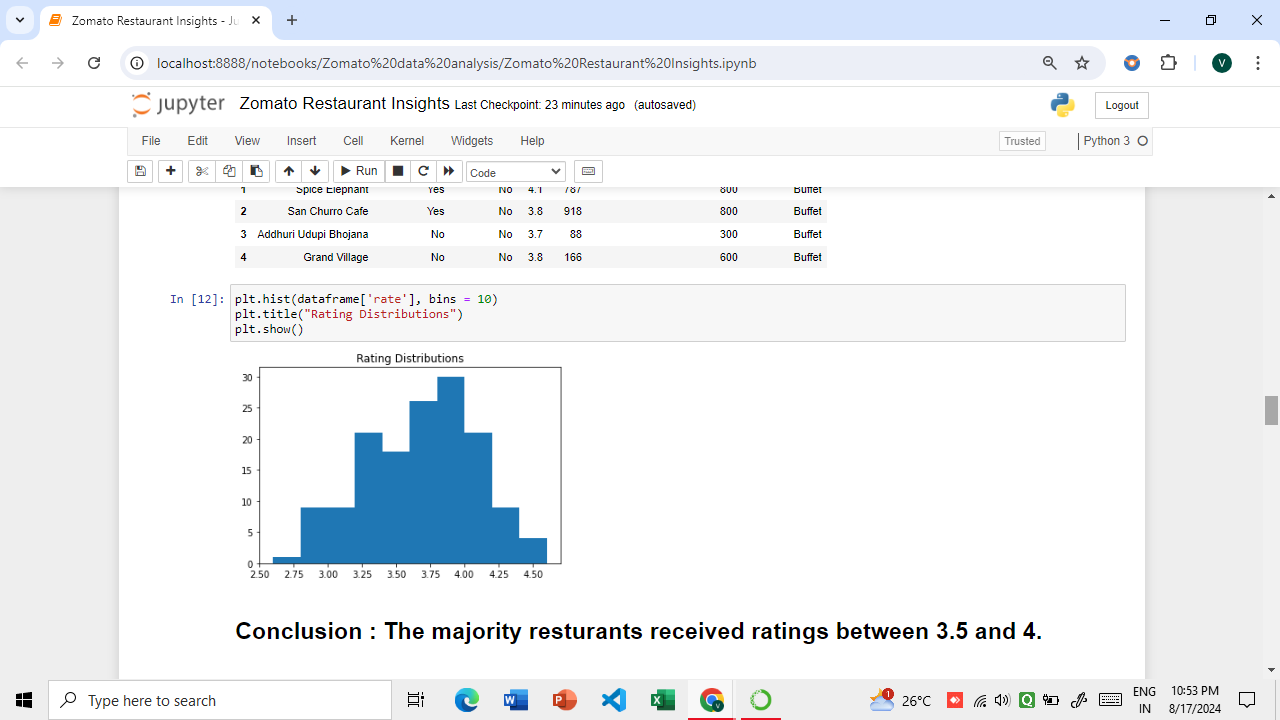 Zomato Restaurant Insights - Ju
localhost:8888/notebooks/Zomato%20data%20analysis/Zomato%20Restaurant%20Insights.ipynb
V
jupyter Zomato Restaurant Insights Last Checkpoint: 23 minutes ago (autosaved)
Logout
File Edit View Insert Cell Kernel Widgets Help
Trusted
Python 3
Run
Code
1 Spice Elephant Yes No 4.1 787 800 Buffet
2 San Churro Cafe Yes No 3.8 918 800 Buffet
3 Addhuri Udupi Bhojana No No 3.7 88 300 Buffet
4 Grand Village No No 3.8 166 600 Buffet
In [12]: plt.hist(dataframe['rate'], bins = 10)
plt.title("Rating Distributions")
plt.show()
Rating Distributions
30
25
20
15
10
5
0
2.50 2.75 3.00 3.25 3.50 3.75 4.00 4.25 4.50
Conclusion : The majority resturants received ratings between 3.5 and 4.
Type here to search
1
26°C
ENG
IN
10:53 PM
8/17/2024